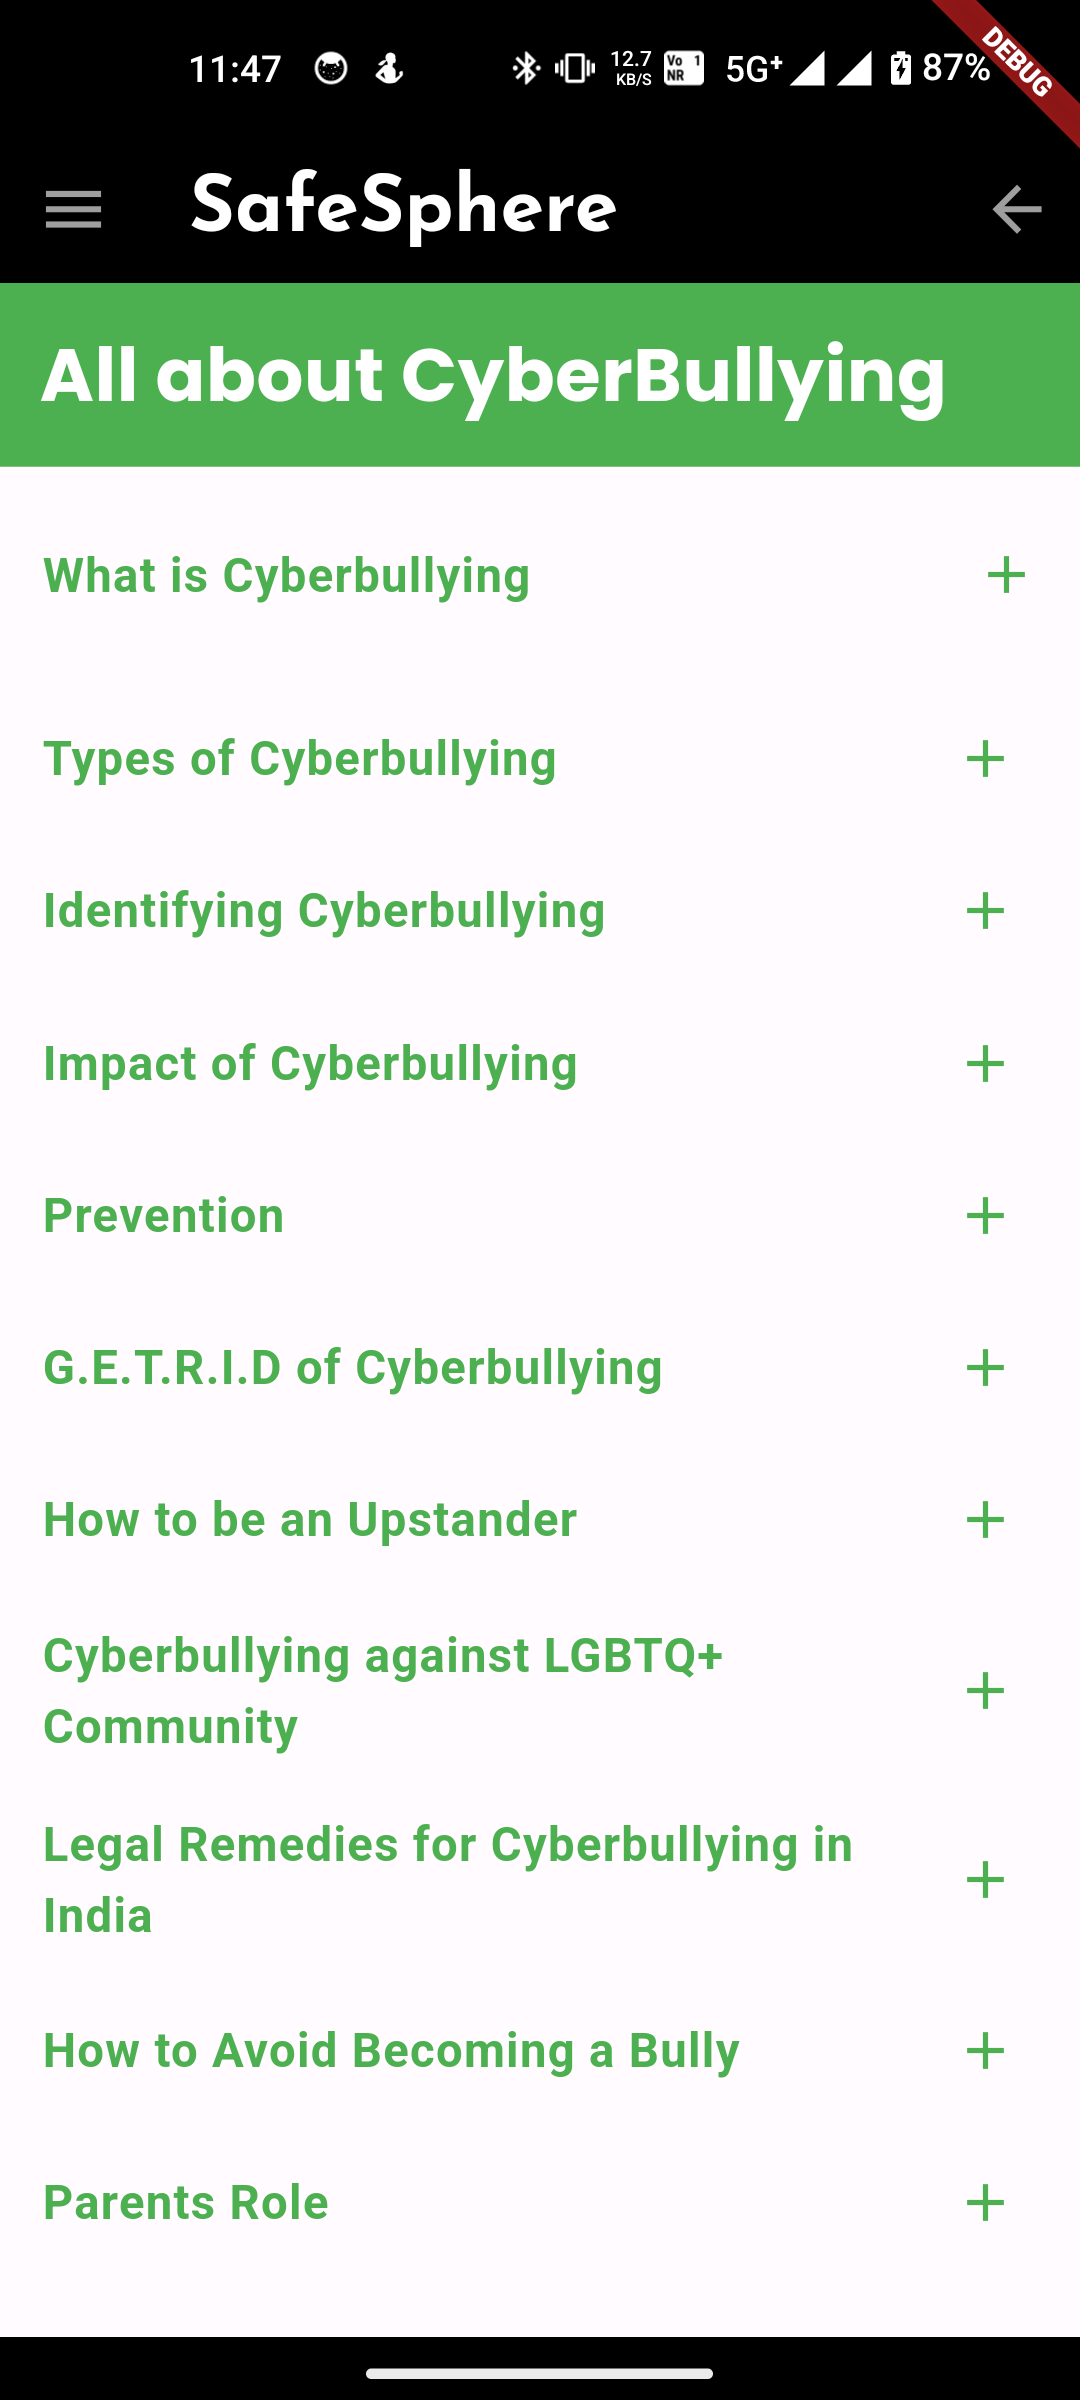 11:47 12.7 KB/S Vo 1 NR 5G+ 87% DEBUG
SafeSphere
All about CyberBullying
What is Cyberbullying
Types of Cyberbullying
Identifying Cyberbullying
Impact of Cyberbullying
Prevention
G.E.T.R.I.D of Cyberbullying
How to be an Upstander
Cyberbullying against LGBTQ+
Community
Legal Remedies for Cyberbullying in
India
How to Avoid Becoming a Bully
Parents Role